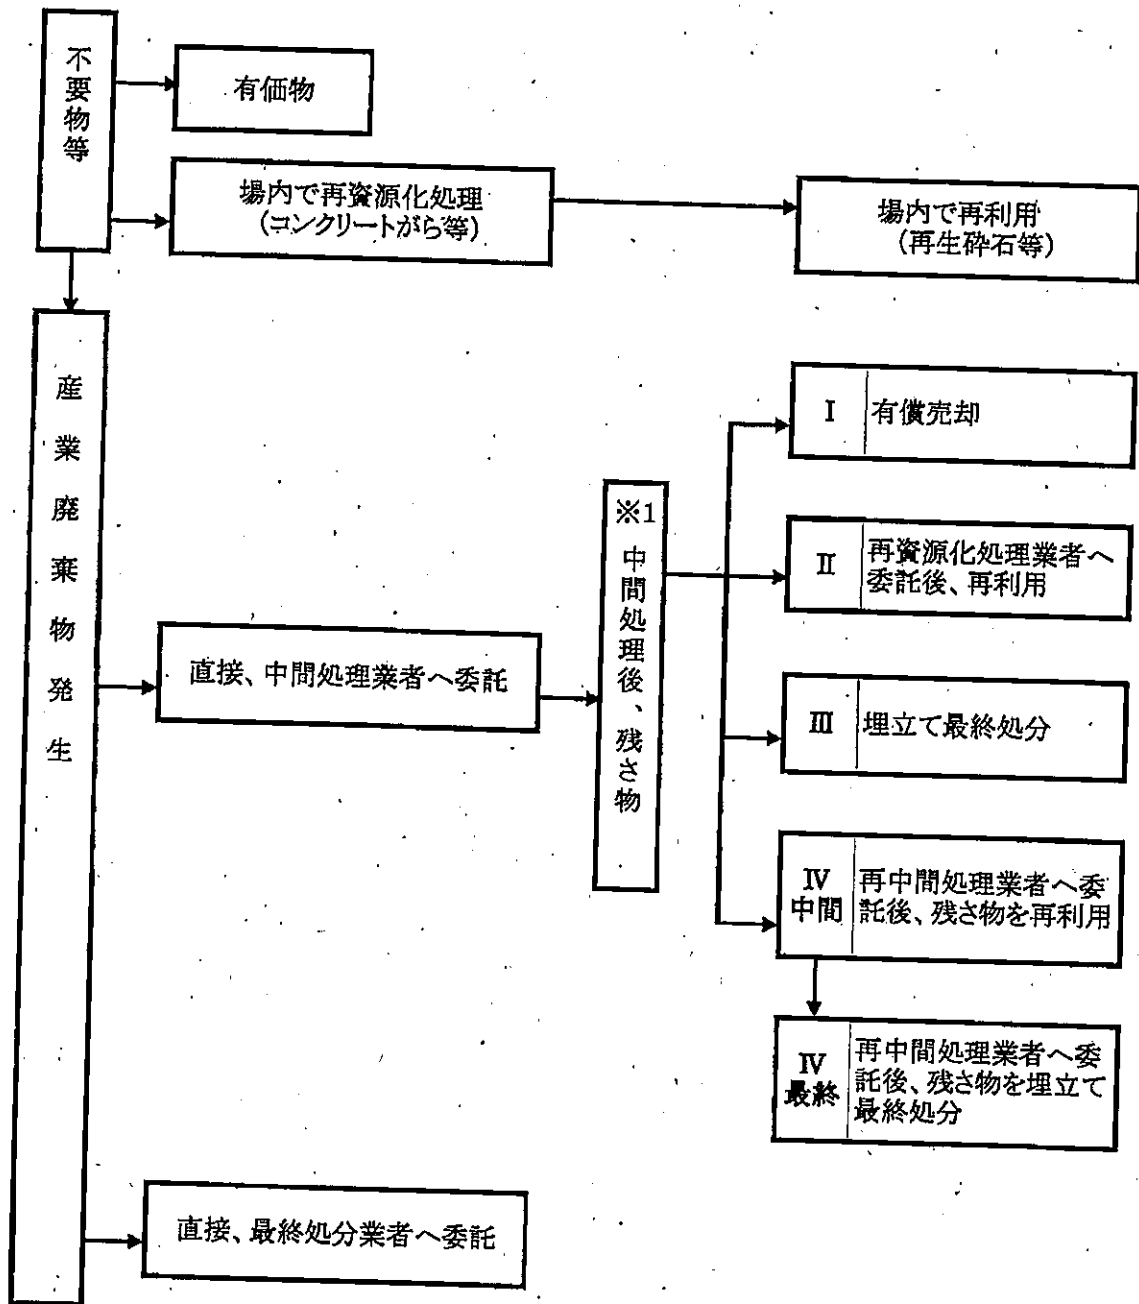 不要物等
有価物
場内で再資源化処理
(コンクリートがら等)
場内で再利用
(再生砕石等)
産業廃棄物発生
直接、中間処理業者へ委託
※1
中間処理後、残さ物
I
有償売却
II
再資源化処理業者へ
委託後、再利用
III
埋立て最終処分
IV
中間
再中間処理業者へ委
託後、残さ物を再利用
IV
最終
再中間処理業者へ委
託後、残さ物を埋立て
最終処分
直接、最終処分業者へ委託